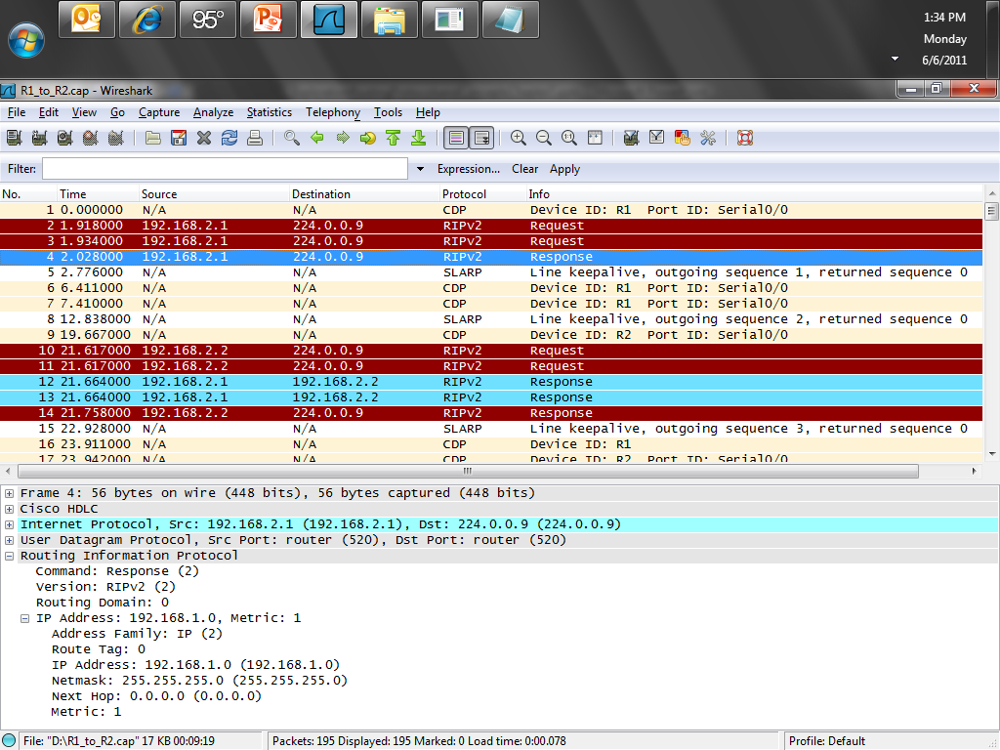 95°
1:34 PM
Monday
6/6/2011
R1_to_R2.cap - Wireshark
File Edit View Go Capture Analyze Statistics Telephony Tools Help
Filter: Expression... Clear Apply
No. Time Source Destination Protocol Info
1 0.000000 N/A N/A CDP Device ID: R1 Port ID: Serial0/0
2 1.918000 192.168.2.1 224.0.0.9 RIPv2 Request
3 1.934000 192.168.2.1 224.0.0.9 RIPv2 Request
4 2.028000 192.168.2.1 224.0.0.9 RIPv2 Response
5 2.776000 N/A N/A SLARP Line keepalive, outgoing sequence 1, returned sequence 0
6 6.411000 N/A N/A CDP Device ID: R1 Port ID: Serial0/0
7 7.410000 N/A N/A CDP Device ID: R1 Port ID: Serial0/0
8 12.838000 N/A N/A SLARP Line keepalive, outgoing sequence 2, returned sequence 0
9 19.667000 N/A N/A CDP Device ID: R2 Port ID: Serial0/0
10 21.617000 192.168.2.2 224.0.0.9 RIPv2 Request
11 21.617000 192.168.2.2 224.0.0.9 RIPv2 Request
12 21.664000 192.168.2.1 192.168.2.2 RIPv2 Response
13 21.664000 192.168.2.1 192.168.2.2 RIPv2 Response
14 21.758000 192.168.2.2 224.0.0.9 RIPv2 Response
15 22.928000 N/A N/A SLARP Line keepalive, outgoing sequence 3, returned sequence 0
16 23.911000 N/A N/A CDP Device ID: R1
17 23.942000 N/A N/A CDP Device ID: R2 Port ID: Serial0/0
Frame 4: 56 bytes on wire (448 bits), 56 bytes captured (448 bits)
Cisco HDLC
Internet Protocol, Src: 192.168.2.1 (192.168.2.1), Dst: 224.0.0.9 (224.0.0.9)
User Datagram Protocol, Src Port: router (520), Dst Port: router (520)
Routing Information Protocol
Command: Response (2)
Version: RIPv2 (2)
Routing Domain: 0
IP Address: 192.168.1.0, Metric: 1
Address Family: IP (2)
Route Tag: 0
IP Address: 192.168.1.0 (192.168.1.0)
Netmask: 255.255.255.0 (255.255.255.0)
Next Hop: 0.0.0.0 (0.0.0.0)
Metric: 1
File: "D:\R1_to_R2.cap" 17 KB 00:09:19 Packets: 195 Displayed: 195 Marked: 0 Load time: 0:00.078 Profile: Default